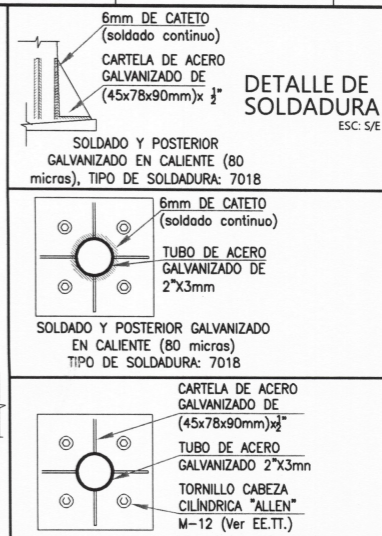 6mm DE CATETO
(soldado continuo)
CARTELA DE ACERO
GALVANIZADO DE
(45x78x90mm)x 1/2"
DETALLE DE
SOLDADURA
ESC: S/E
SOLDADO Y POSTERIOR
GALVANIZADO EN CALIENTE (80
micras), TIPO DE SOLDADURA: 7018
6mm DE CATETO
(soldado continuo)
TUBO DE ACERO
GALVANIZADO DE
2"X3mm
SOLDADO Y POSTERIOR GALVANIZADO
EN CALIENTE (80 micras)
TIPO DE SOLDADURA: 7018
CARTELA DE ACERO
GALVANIZADO DE
(45x78x90mm)x1/2"
TUBO DE ACERO
GALVANIZADO 2"X3mn
TORNILLO CABEZA
CILÍNDRICA "ALLEN"
M-12 (Ver EE.TT.)